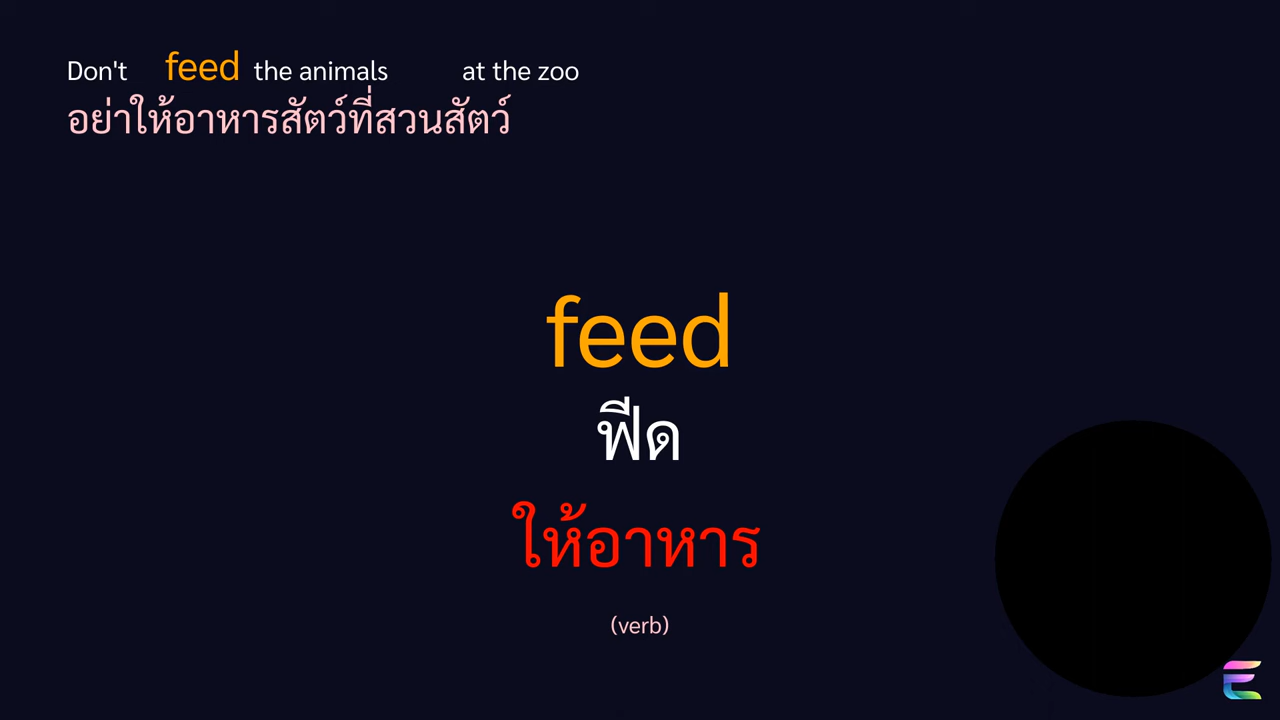 Don't feed the animals at the zoo
อย่าให้อาหารสัตว์ที่สวนสัตว์
feed
ฟีด
ให้อาหาร
(verb)